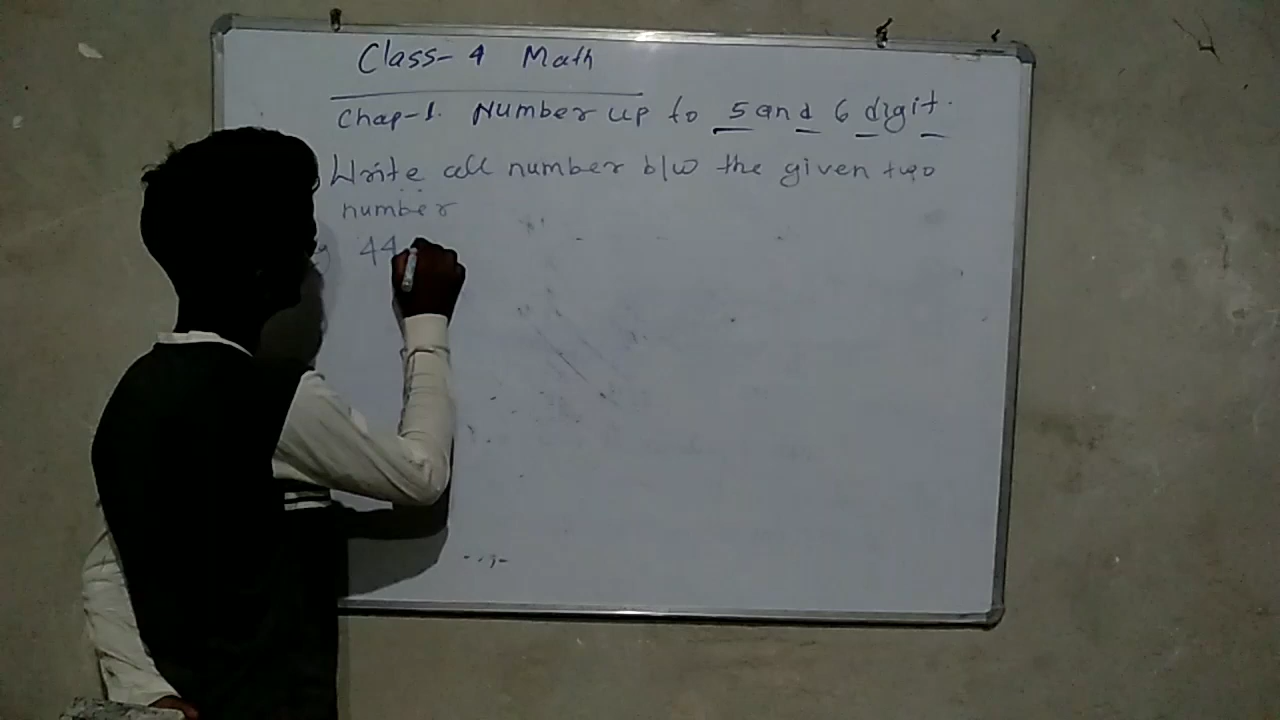 Class- 4 Math
Chap-1. Number up to 5 and 6 digit.
Write all number b/w the given two
number
44